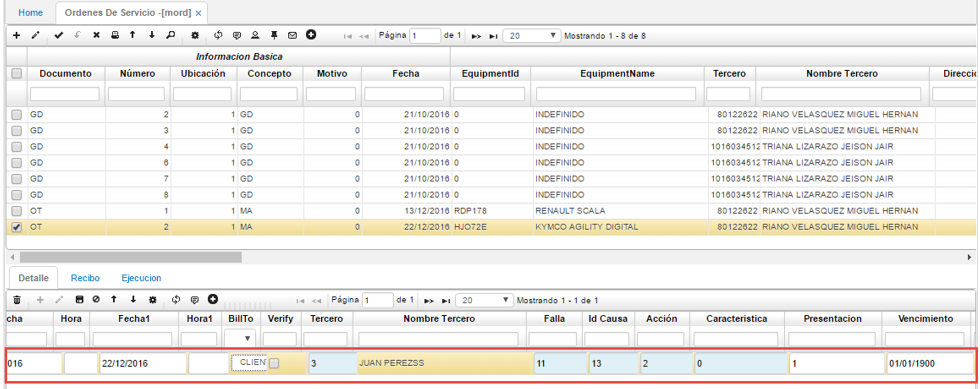 Home Ordenes De Servicio -[mord] ×
Página 1 de 1 20 Mostrando 1 - 8 de 8
Informacion Basica
Documento Número Ubicación Concepto Motivo Fecha EquipmentId EquipmentName Tercero Nombre Tercero Direcci
GD 2 1 GD 0 21/10/2016 0 INDEFINIDO 80122622 RIANO VELASQUEZ MIGUEL HERNAN
GD 3 1 GD 0 21/10/2016 0 INDEFINIDO 80122622 RIANO VELASQUEZ MIGUEL HERNAN
GD 4 1 GD 0 21/10/2016 0 INDEFINIDO 1016034512 TRIANA LIZARAZO JEISON JAIR
GD 6 1 GD 0 21/10/2016 0 INDEFINIDO 1016034512 TRIANA LIZARAZO JEISON JAIR
GD 7 1 GD 0 21/10/2016 0 INDEFINIDO 1016034512 TRIANA LIZARAZO JEISON JAIR
GD 8 1 GD 0 21/10/2016 0 INDEFINIDO 1016034512 TRIANA LIZARAZO JEISON JAIR
OT 1 1 MA 0 13/12/2016 RDP178 RENAULT SCALA 80122622 RIANO VELASQUEZ MIGUEL HERNAN
OT 2 1 MA 0 22/12/2016 HJO72E KYMCO AGILITY DIGITAL 80122622 RIANO VELASQUEZ MIGUEL HERNAN
Detalle Recibo Ejecucion
Página 1 de 1 20 Mostrando 1 - 1 de 1
cha Hora Fecha1 Hora1 BillTo Verify Tercero Nombre Tercero Falla Id Causa Acción Caracteristica Presentacion Vencimiento
016 22/12/2016 CLIEN 3 JUAN PEREZSS 11 13 2 0 1 01/01/1900